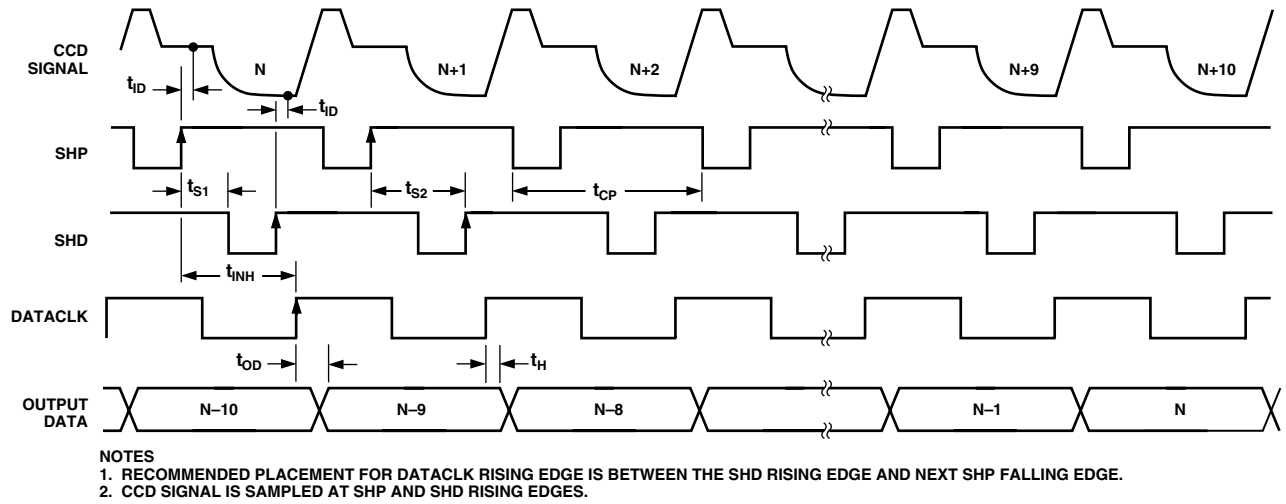 CCD
SIGNAL
N
N+1
N+2
N+9
N+10
tID
tID
SHP
tS1
tS2
tCP
SHD
tINH
DATACLK
tOD
tH
OUTPUT
DATA
N–10
N–9
N–8
N–1
N
NOTES
1. RECOMMENDED PLACEMENT FOR DATACLK RISING EDGE IS BETWEEN THE SHD RISING EDGE AND NEXT SHP FALLING EDGE.
2. CCD SIGNAL IS SAMPLED AT SHP AND SHD RISING EDGES.